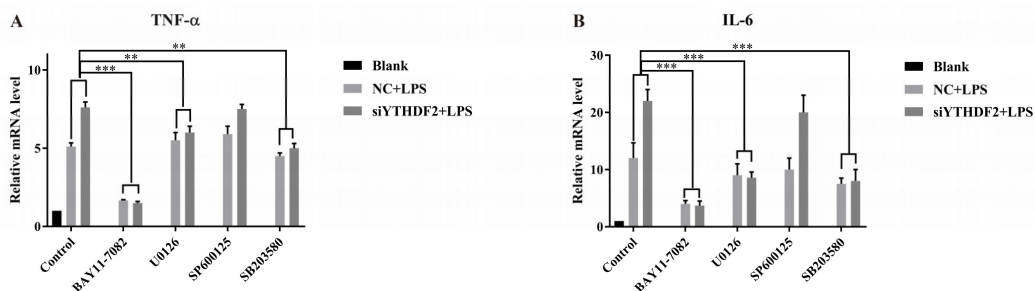 A
TNF-α
**
**
***
Relative mRNA level
10
5
0
Control
BAY11-7082
U0126
SP600125
SB203580
Blank
NC+LPS
siYTHDF2+LPS
B
IL-6
***
***
***
Relative mRNA level
30
20
10
0
Control
BAY11-7082
U0126
SP600125
SB203580
Blank
NC+LPS
siYTHDF2+LPS